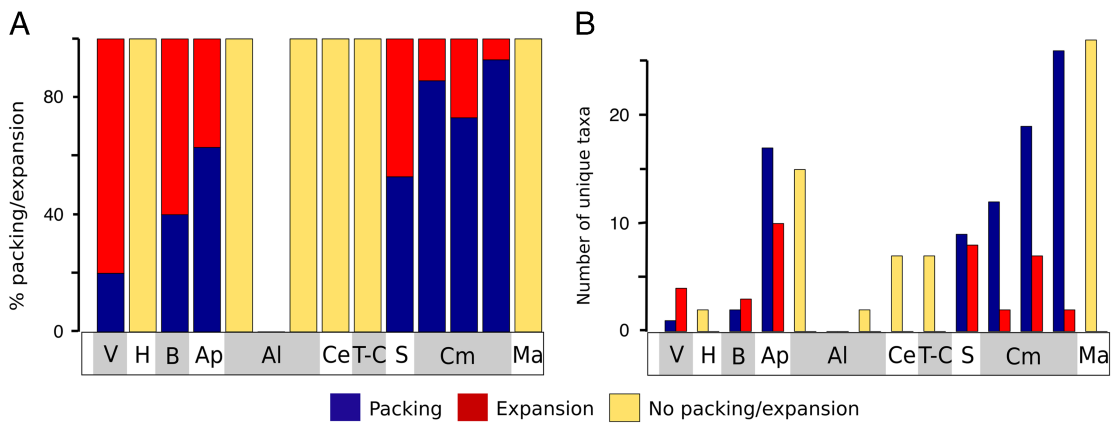 A
% packing/expansion
80
40
0
V H B Ap Al Ce T-C S Cm Ma
B
Number of unique taxa
20
10
0
V H B Ap Al Ce T-C S Cm Ma
Packing Expansion No packing/expansion